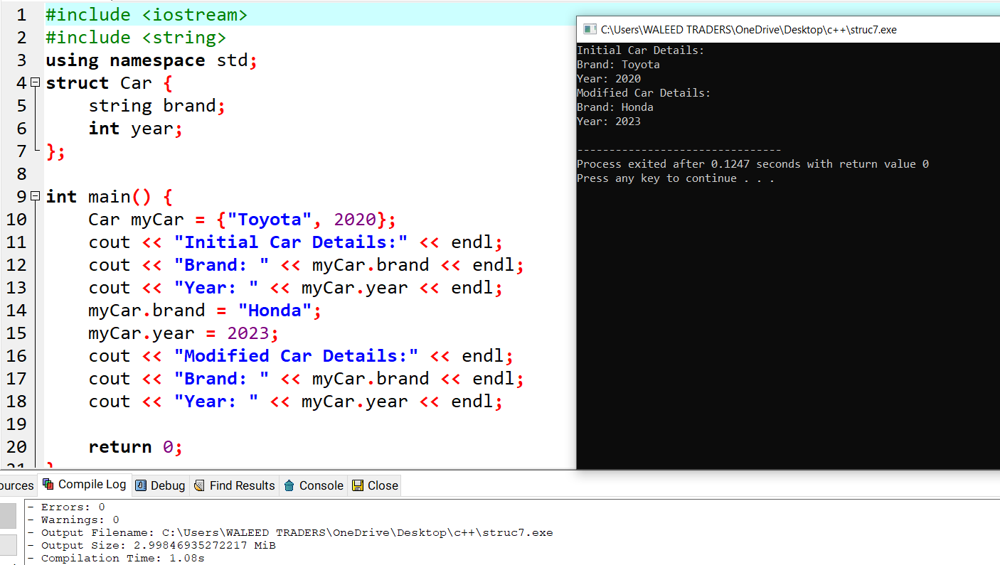 1 #include <iostream>
2 #include <string>
3 using namespace std;
4 struct Car {
5     string brand;
6     int year;
7 };
8
9 int main() {
10     Car myCar = {"Toyota", 2020};
11     cout << "Initial Car Details:" << endl;
12     cout << "Brand: " << myCar.brand << endl;
13     cout << "Year: " << myCar.year << endl;
14     myCar.brand = "Honda";
15     myCar.year = 2023;
16     cout << "Modified Car Details:" << endl;
17     cout << "Brand: " << myCar.brand << endl;
18     cout << "Year: " << myCar.year << endl;
19
20     return 0;
21 }
C:\Users\WALEED TRADERS\OneDrive\Desktop\c++\struc7.exe
Initial Car Details:
Brand: Toyota
Year: 2020
Modified Car Details:
Brand: Honda
Year: 2023
--------------------------------
Process exited after 0.1247 seconds with return value 0
Press any key to continue . . .
ources Compile Log Debug Find Results Console Close
- Errors: 0
- Warnings: 0
- Output Filename: C:\Users\WALEED TRADERS\OneDrive\Desktop\c++\struc7.exe
- Output Size: 2.99846935272217 MiB
- Compilation Time: 1.08s